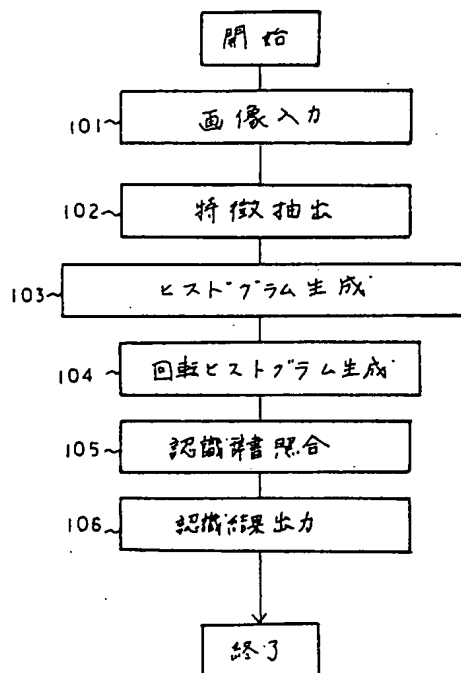 開始
101 画像入力
102 特徴抽出
103 ヒストグラム生成
104 回転ヒストグラム生成
105 認識辞書照合
106 認識結果出力
終了